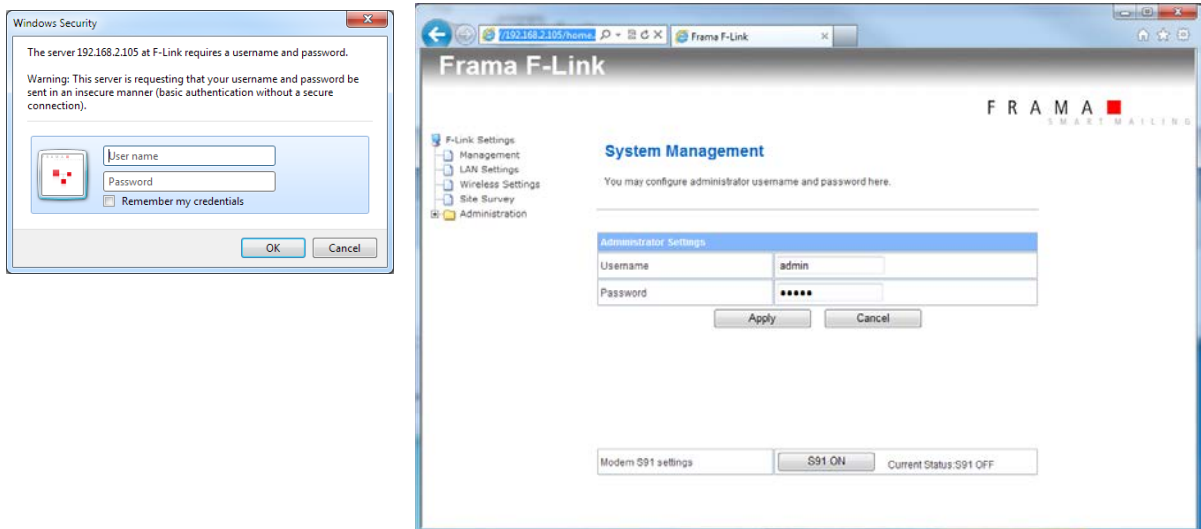 Windows Security
The server 192.168.2.105 at F-Link requires a username and password.
Warning: This server is requesting that your username and password be
sent in an insecure manner (basic authentication without a secure
connection).
User name
Password
Remember my credentials
OK Cancel
/192.168.2.105/home. Frama F-Link
Frama F-Link
FRAMA
SMART MAILING
F-Link Settings
Management
LAN Settings
Wireless Settings
Site Survey
Administration
System Management
You may configure administrator username and password here.
Administrator Settings
Username admin
Password •••••
Apply Cancel
Modem S91 settings S91 ON Current Status:S91 OFF